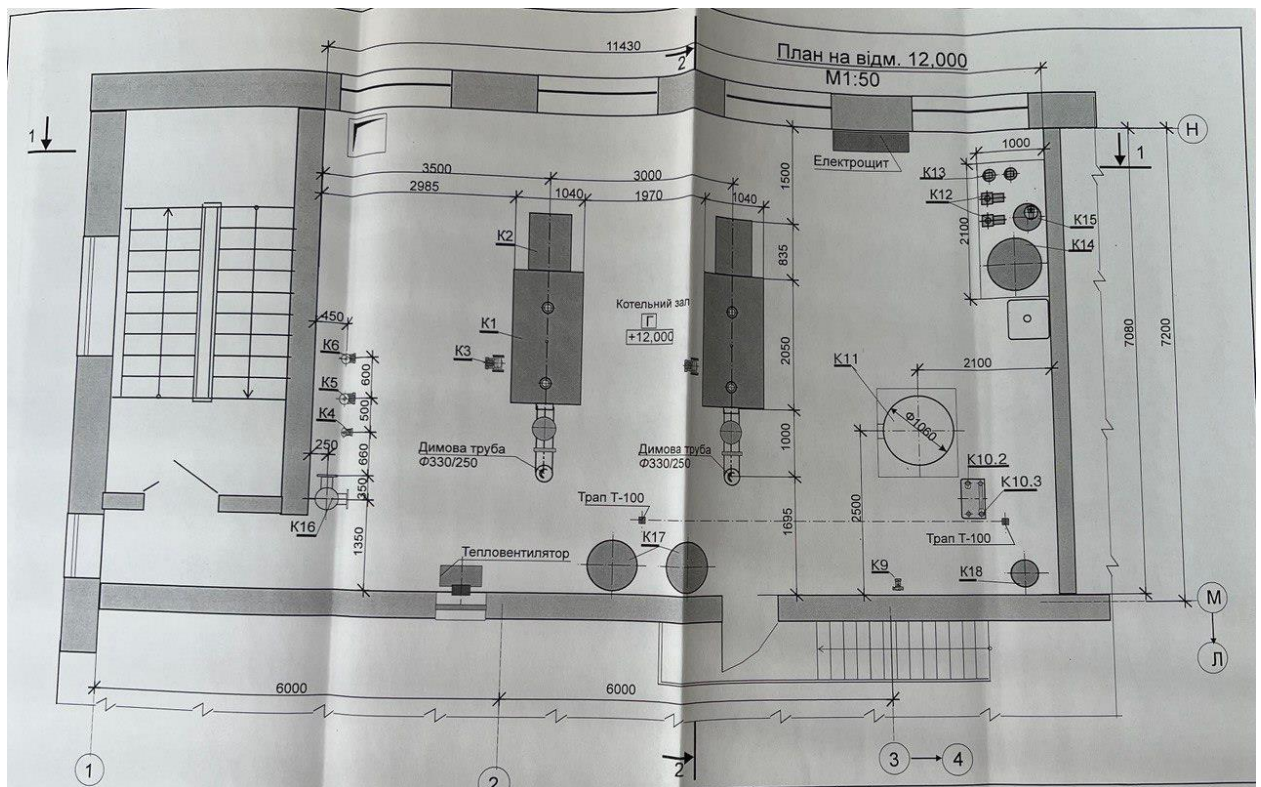 11430
2
План на відм. 12,000
М1:50
1
Н
Електрощит
1000
1
К13
К12
К15
К14
2100
3500
3000
2985
1040
1970
1040
1500
835
К2
К1
К3
Котельний зал
Г
+12,000
450
К6
К5
К4
600
500
660
250
350
К16
1350
2050
1000
1695
7080
7200
К11
2100
Ф1060
2500
Димова труба
Ф330/250
Димова труба
Ф330/250
К10.2
К10.3
Трап Т-100
Трап Т-100
К17
Тепловентилятор
К9
К18
М
Л
6000
6000
1
2
2
3
4